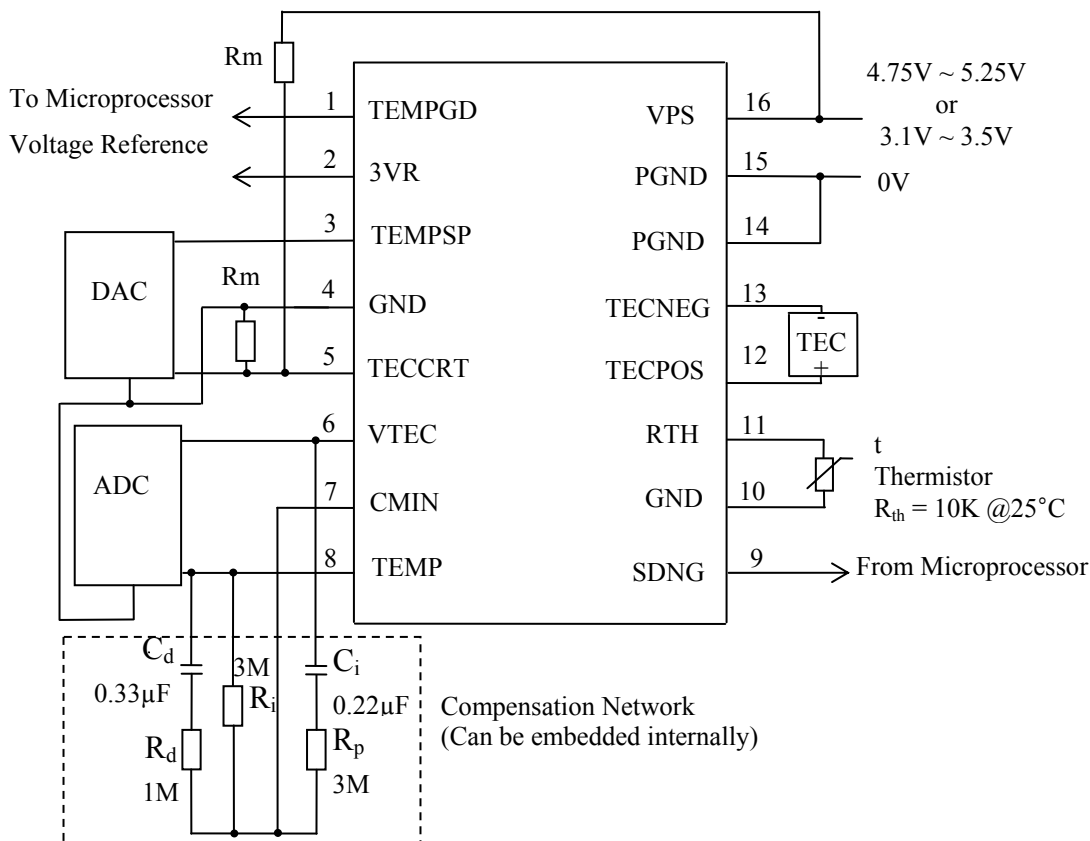 Rm
To Microprocessor
Voltage Reference
1
TEMPGD
2
3VR
3
TEMPSP
DAC
Rm
4
GND
5
TECCRT
6
VTEC
ADC
7
CMIN
8
TEMP
VPS
16
4.75V ~ 5.25V
or
3.1V ~ 3.5V
PGND
15
0V
PGND
14
TECNEG
13
-
TEC
+
TECPOS
12
RTH
11
t
Thermistor
Rth = 10K @25°C
GND
10
SDNG
9
From Microprocessor
Cd
0.33µF
3M
Ri
Ci
0.22µF
Rd
1M
Rp
3M
Compensation Network
(Can be embedded internally)